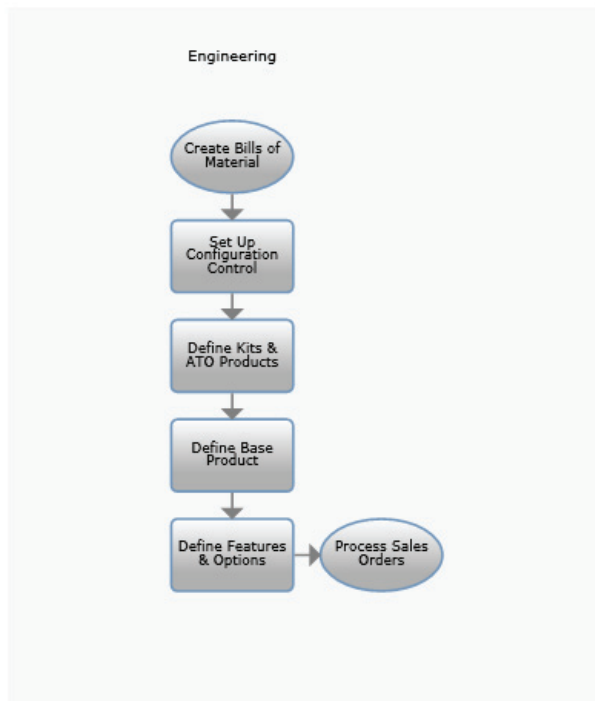 Engineering
Create Bills of
Material
Set Up
Configuration
Control
Define Kits &
ATO Products
Define Base
Product
Define Features
& Options
Process Sales
Orders